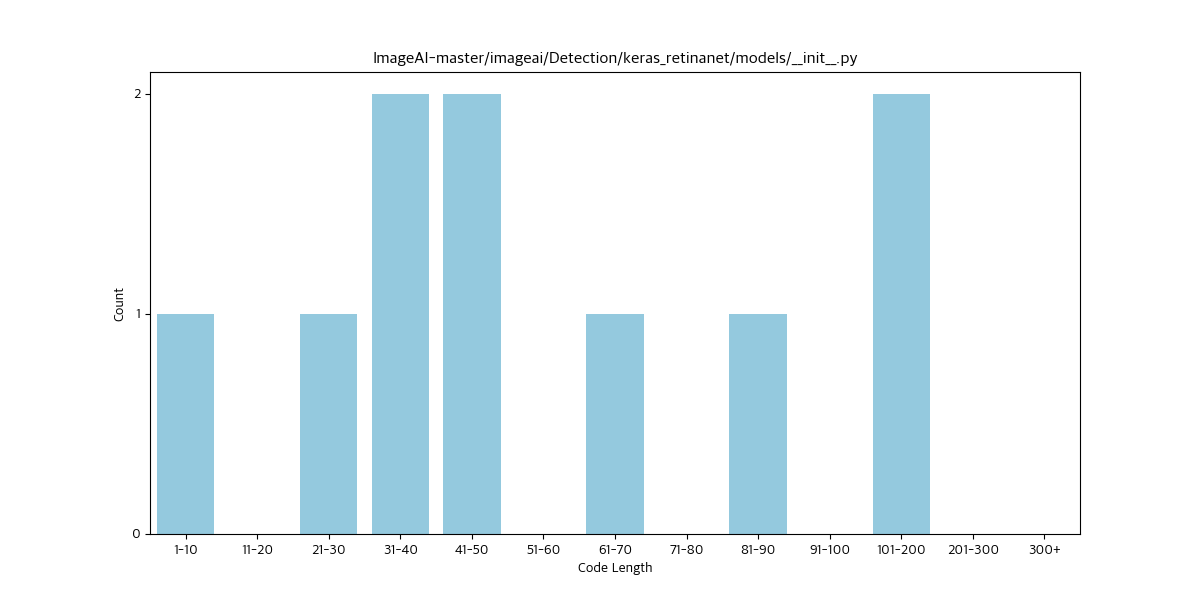 ImageAI-master/imageai/Detection/keras_retinanet/models/__init__.py
Count
2
1
0
1-10 11-20 21-30 31-40 41-50 51-60 61-70 71-80 81-90 91-100 101-200 201-300 300+
Code Length